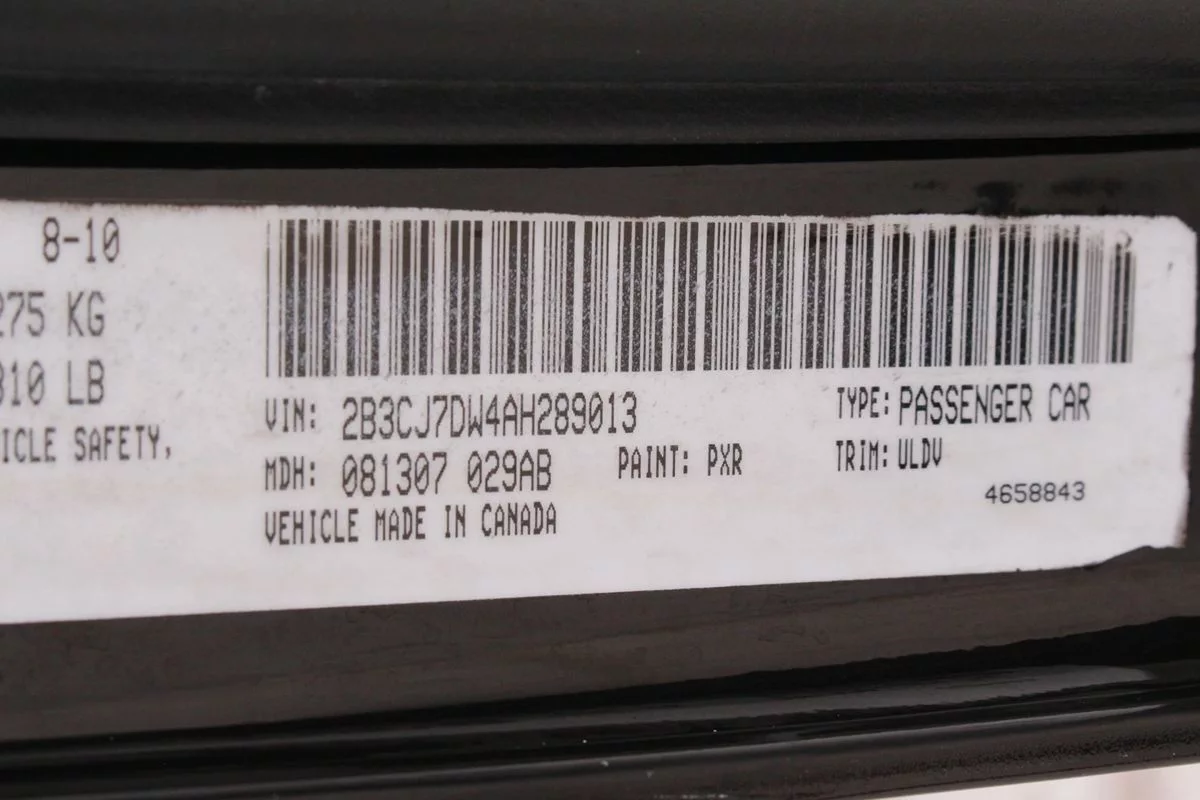 8-10
275 KG
310 LB
ICLE SAFETY,
VIN: 2B3CJ7DW4AH289013
TYPE: PASSENGER CAR
MDH: 081307 029AB
PAINT: PXR
TRIM: ULDV
VEHICLE MADE IN CANADA
4658843